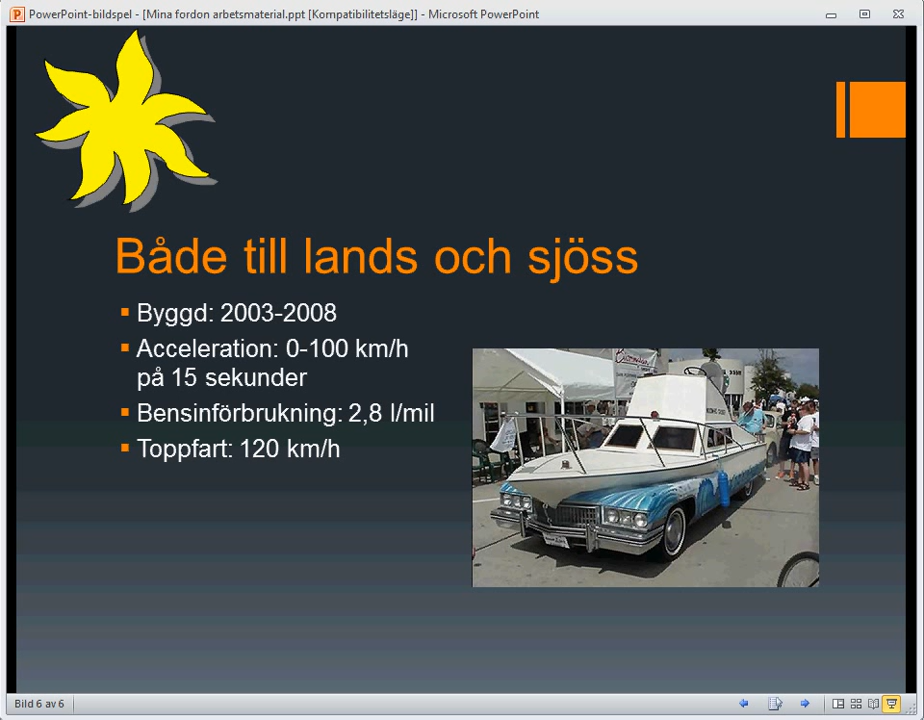 PowerPoint-bildspel - [Mina fordon arbetsmaterial.ppt [Kompatibilitetsläge]] - Microsoft PowerPoint
Både till lands och sjöss
Byggd: 2003-2008
Acceleration: 0-100 km/h
på 15 sekunder
Bensinförbrukning: 2,8 l/mil
Toppfart: 120 km/h
Bild 6 av 6